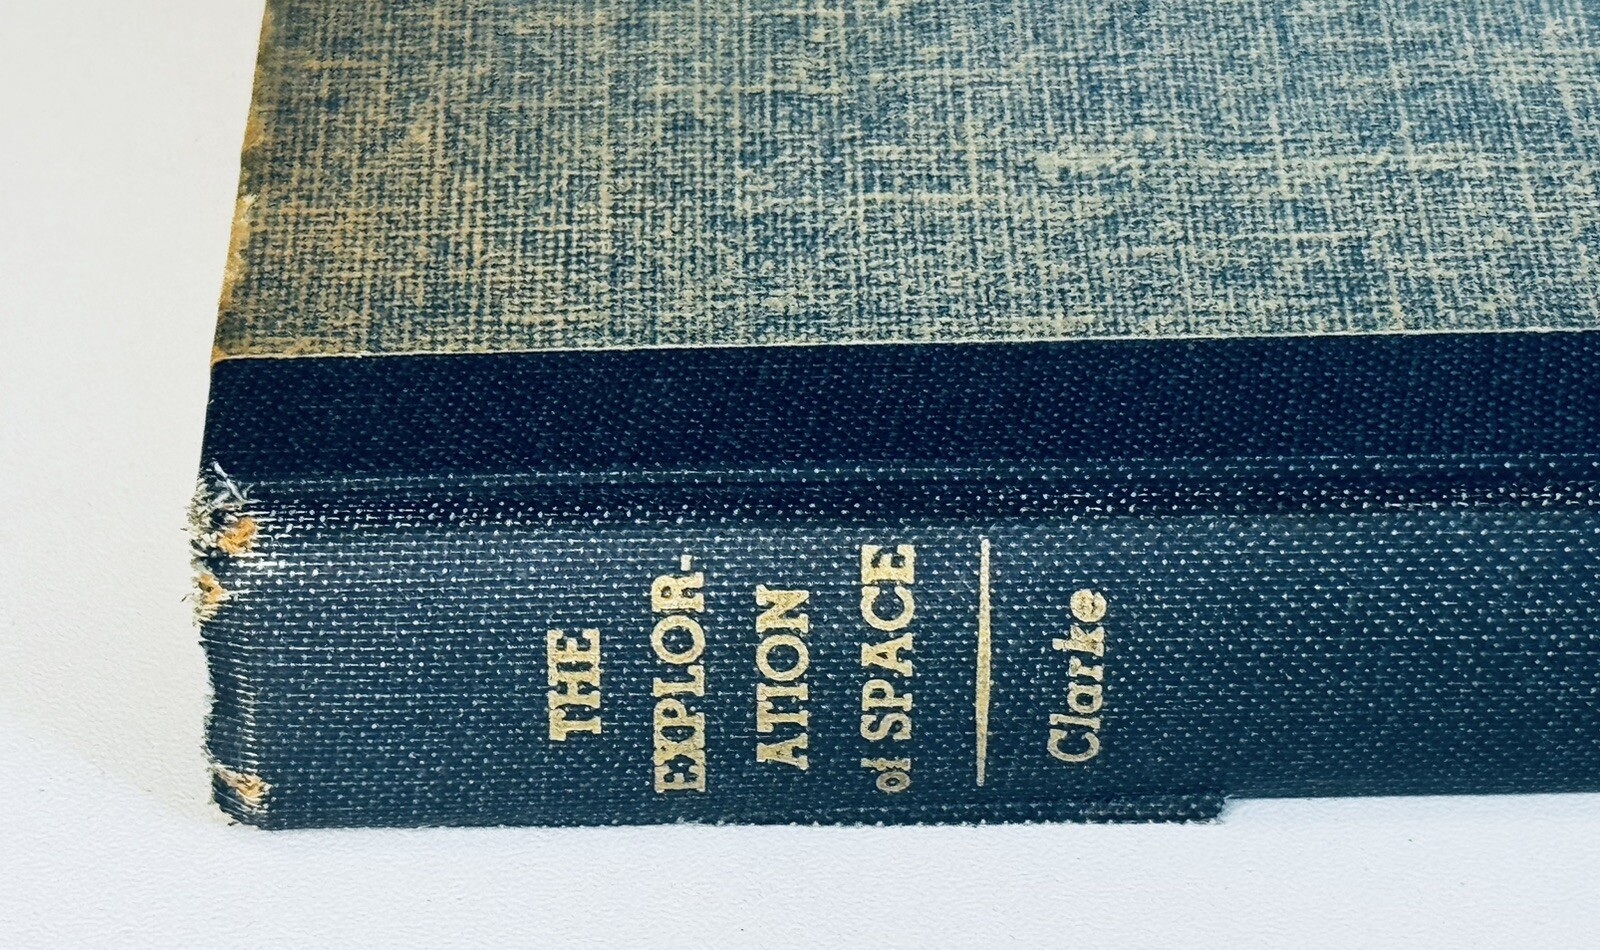 THE
EXPLOR-
ATION
of SPACE
Clarke